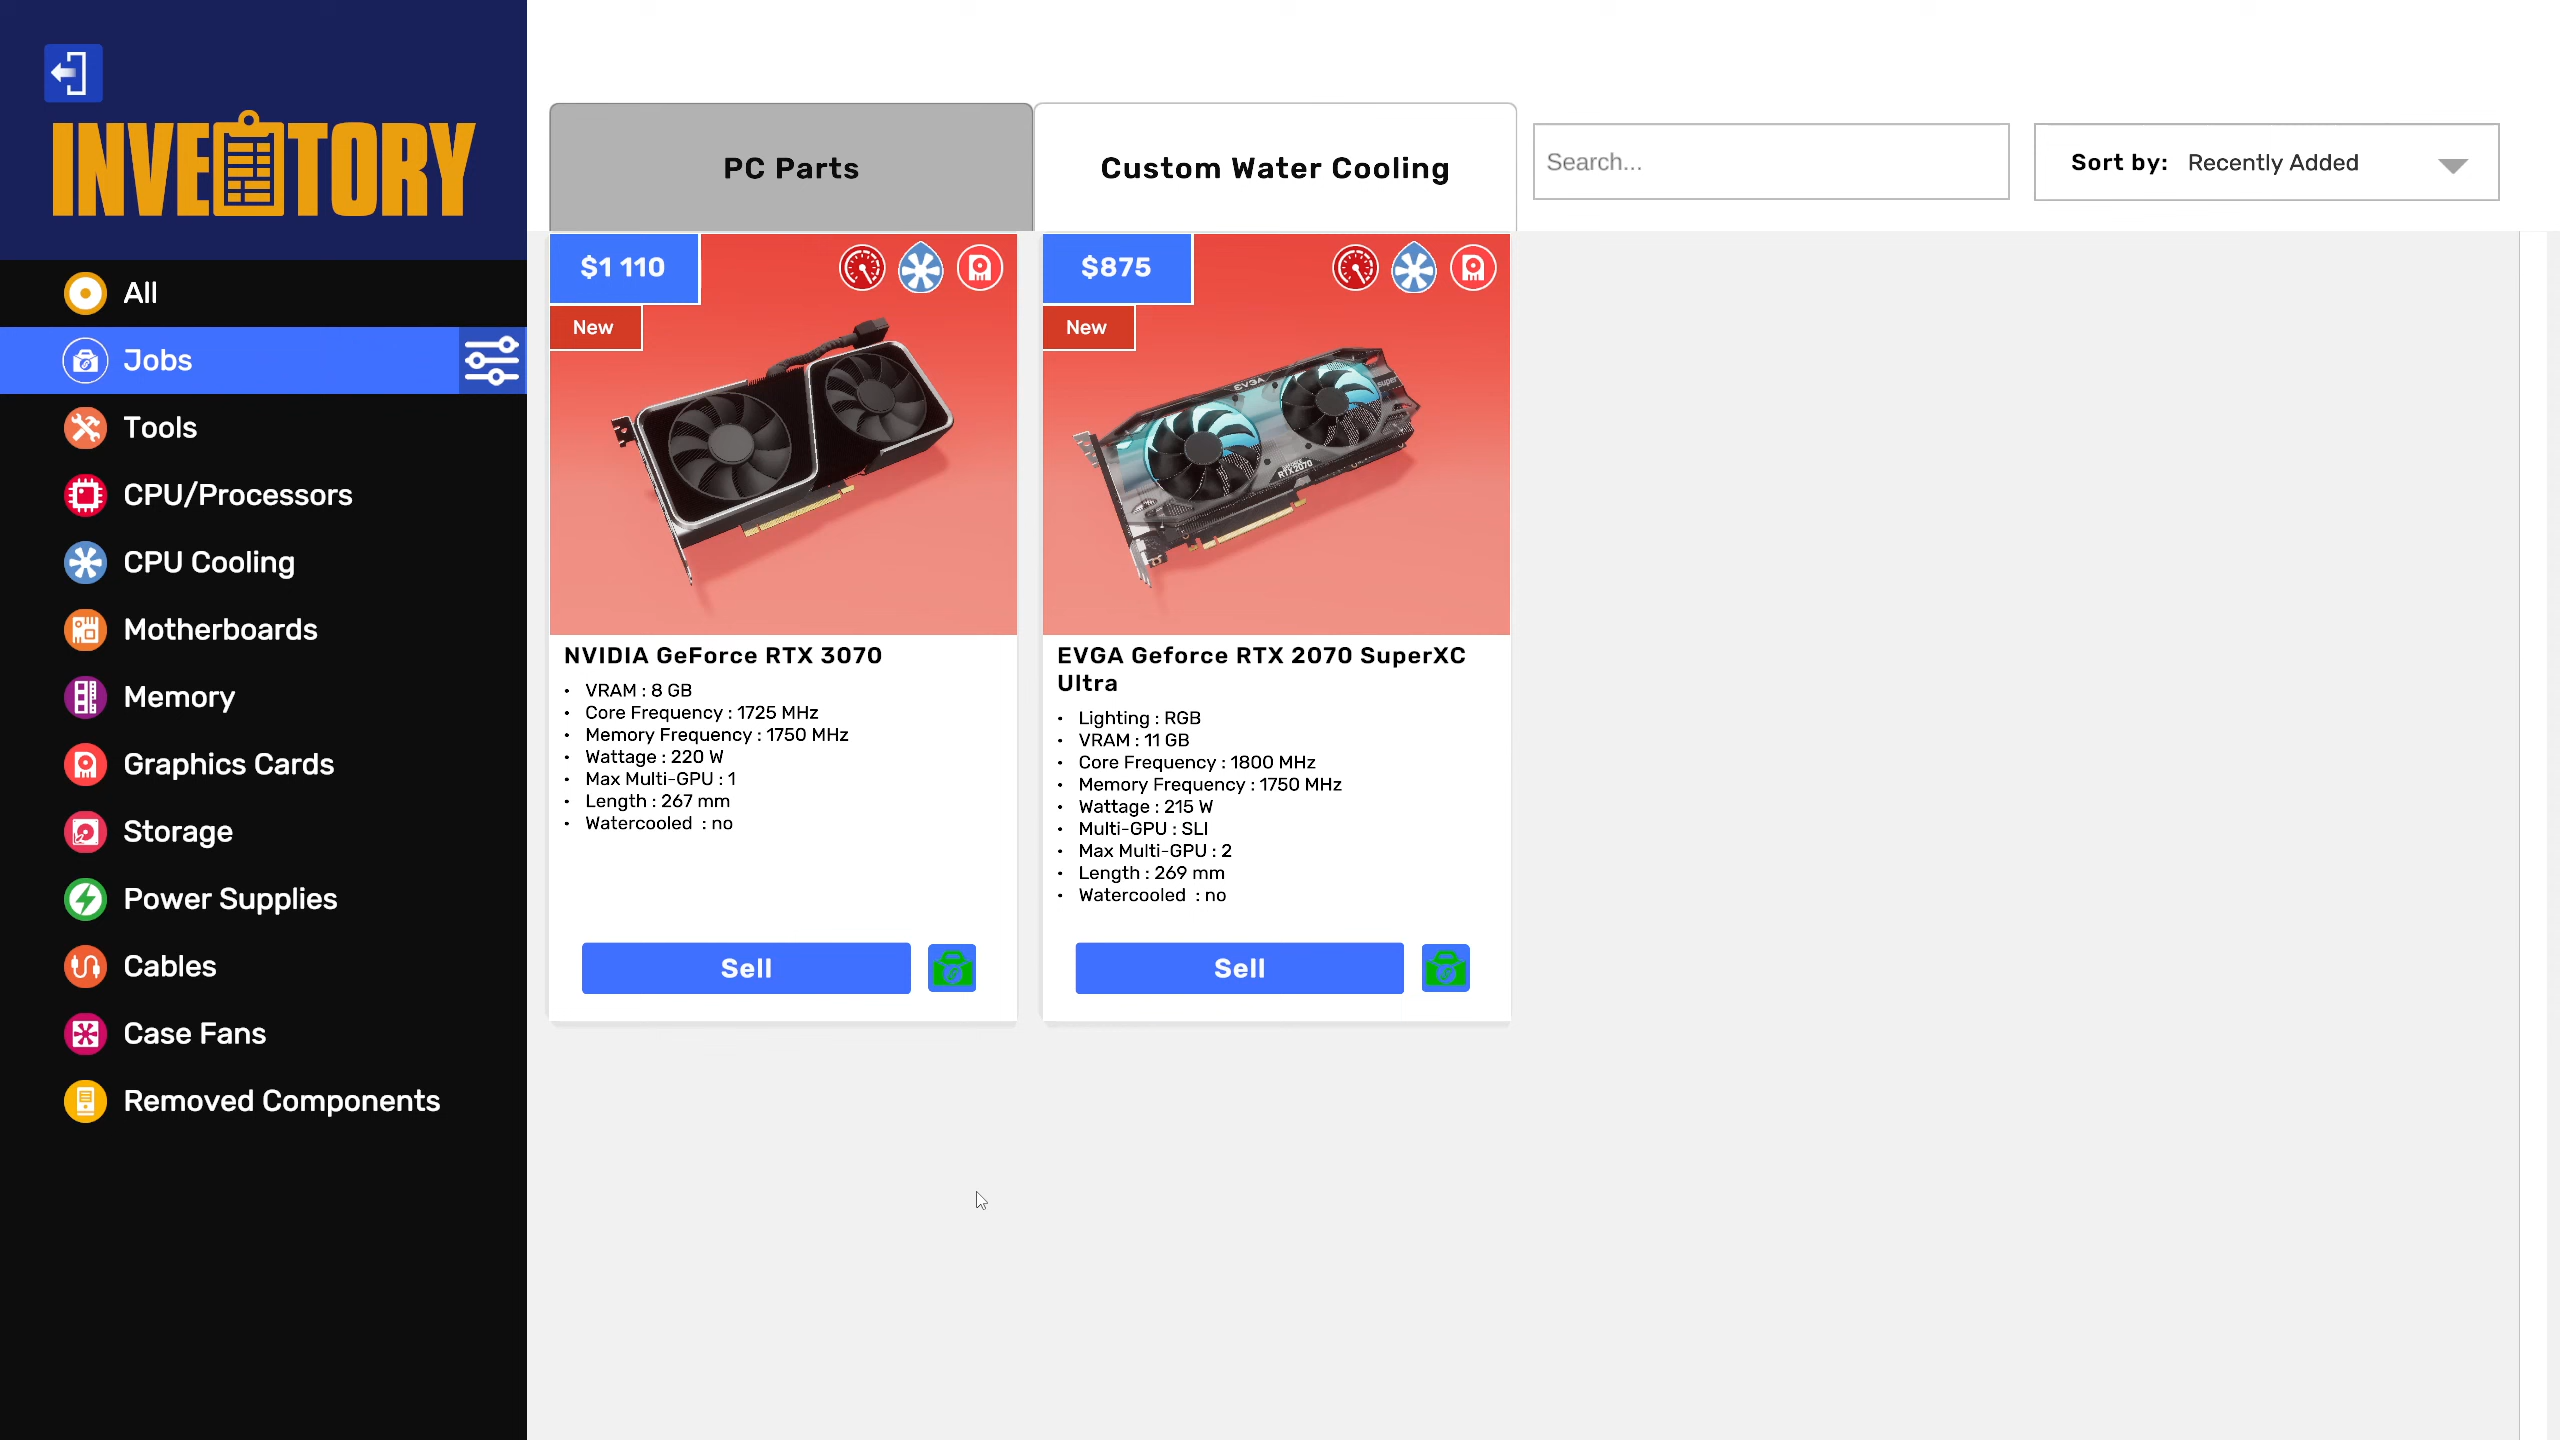 INVENTORY
All
Jobs
Tools
CPU/Processors
CPU Cooling
Motherboards
Memory
Graphics Cards
Storage
Power Supplies
Cables
Case Fans
Removed Components
PC Parts
Custom Water Cooling
Search...
Sort by: Recently Added
$1 110
New
NVIDIA GeForce RTX 3070
• VRAM : 8 GB
• Core Frequency : 1725 MHz
• Memory Frequency : 1750 MHz
• Wattage : 220 W
• Max Multi-GPU : 1
• Length : 267 mm
• Watercooled : no
Sell
$875
New
EVGA
super
GEFORCE
RTX 2070
EVGA Geforce RTX 2070 SuperXC
Ultra
• Lighting : RGB
• VRAM : 11 GB
• Core Frequency : 1800 MHz
• Memory Frequency : 1750 MHz
• Wattage : 215 W
• Multi-GPU : SLI
• Max Multi-GPU : 2
• Length : 269 mm
• Watercooled : no
Sell